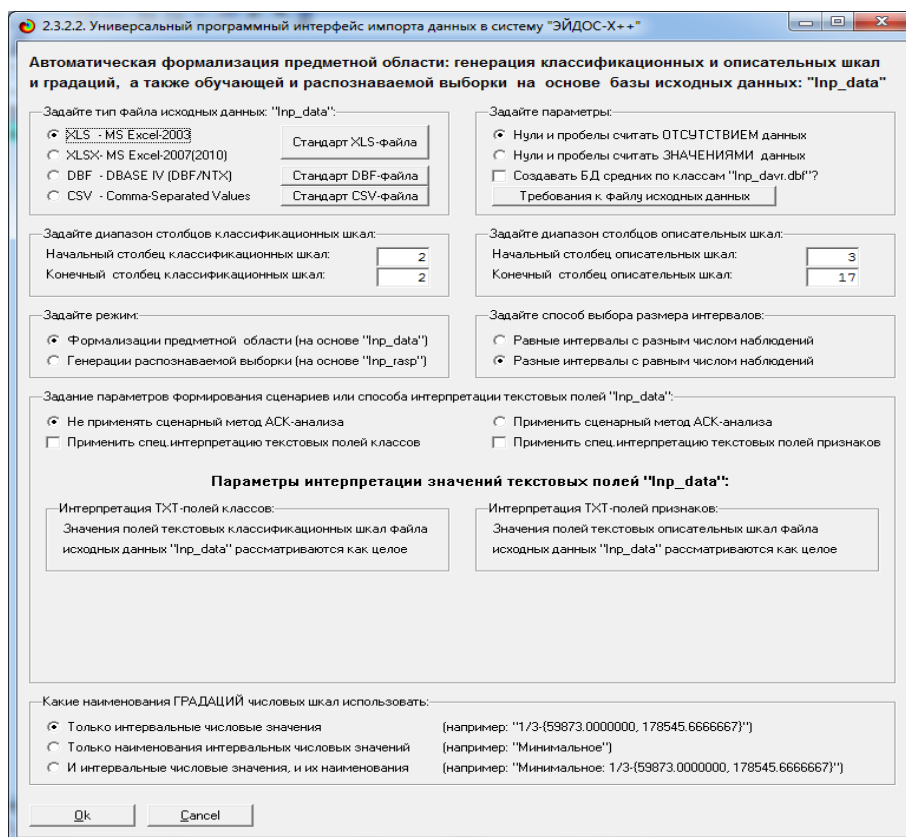 2.3.2.2. Универсальный программный интерфейс импорта данных в систему "ЭЙДОС-X++"
Автоматическая формализация предметной области: генерация классификационных и описательных шкал
и градаций, а также обучающей и распознаваемой выборки на основе базы исходных данных: "Inp_data"
Задайте тип файла исходных данных: "Inp_data":
XLS - MS Excel-2003
XLSX- MS Excel-2007(2010)
DBF - DBASE IV (DBF/NTX)
CSV - Comma-Separated Values
Стандарт XLS-файла
Стандарт DBF-файла
Стандарт CSV-файла
Задайте параметры:
Нули и пробелы считать ОТСУТСТВИЕМ данных
Нули и пробелы считать ЗНАЧЕНИЯМИ данных
Создавать БД средних по классам "Inp_davr.dbf"?
Требования к файлу исходных данных
Задайте диапазон столбцов классификационных шкал:
Начальный столбец классификационных шкал: 2
Конечный столбец классификационных шкал: 2
Задайте диапазон столбцов описательных шкал:
Начальный столбец описательных шкал: 3
Конечный столбец описательных шкал: 17
Задайте режим:
Формализации предметной области (на основе "Inp_data")
Генерации распознаваемой выборки (на основе "Inp_rasp")
Задайте способ выбора размера интервалов:
Равные интервалы с разным числом наблюдений
Разные интервалы с равным числом наблюдений
Задание параметров формирования сценариев или способа интерпретации текстовых полей "Inp_data":
Не применять сценарный метод АСК-анализа
Применить спец.интерпретацию текстовых полей классов
Применить сценарный метод АСК-анализа
Применить спец.интерпретацию текстовых полей признаков
Параметры интерпретации значений текстовых полей "Inp_data":
Интерпретация TXT-полей классов:
Значения полей текстовых классификационных шкал файла
исходных данных "Inp_data" рассматриваются как целое
Интерпретация TXT-полей признаков:
Значения полей текстовых описательных шкал файла
исходных данных "Inp_data" рассматриваются как целое
Какие наименования ГРАДАЦИЙ числовых шкал использовать:
Только интервальные числовые значения (например: "1/3-{59873.0000000, 178545.6666667}")
Только наименования интервальных числовых значений (например: "Минимальное")
И интервальные числовые значения, и их наименования (например: "Минимальное: 1/3-{59873.0000000, 178545.6666667}")
Ok Cancel